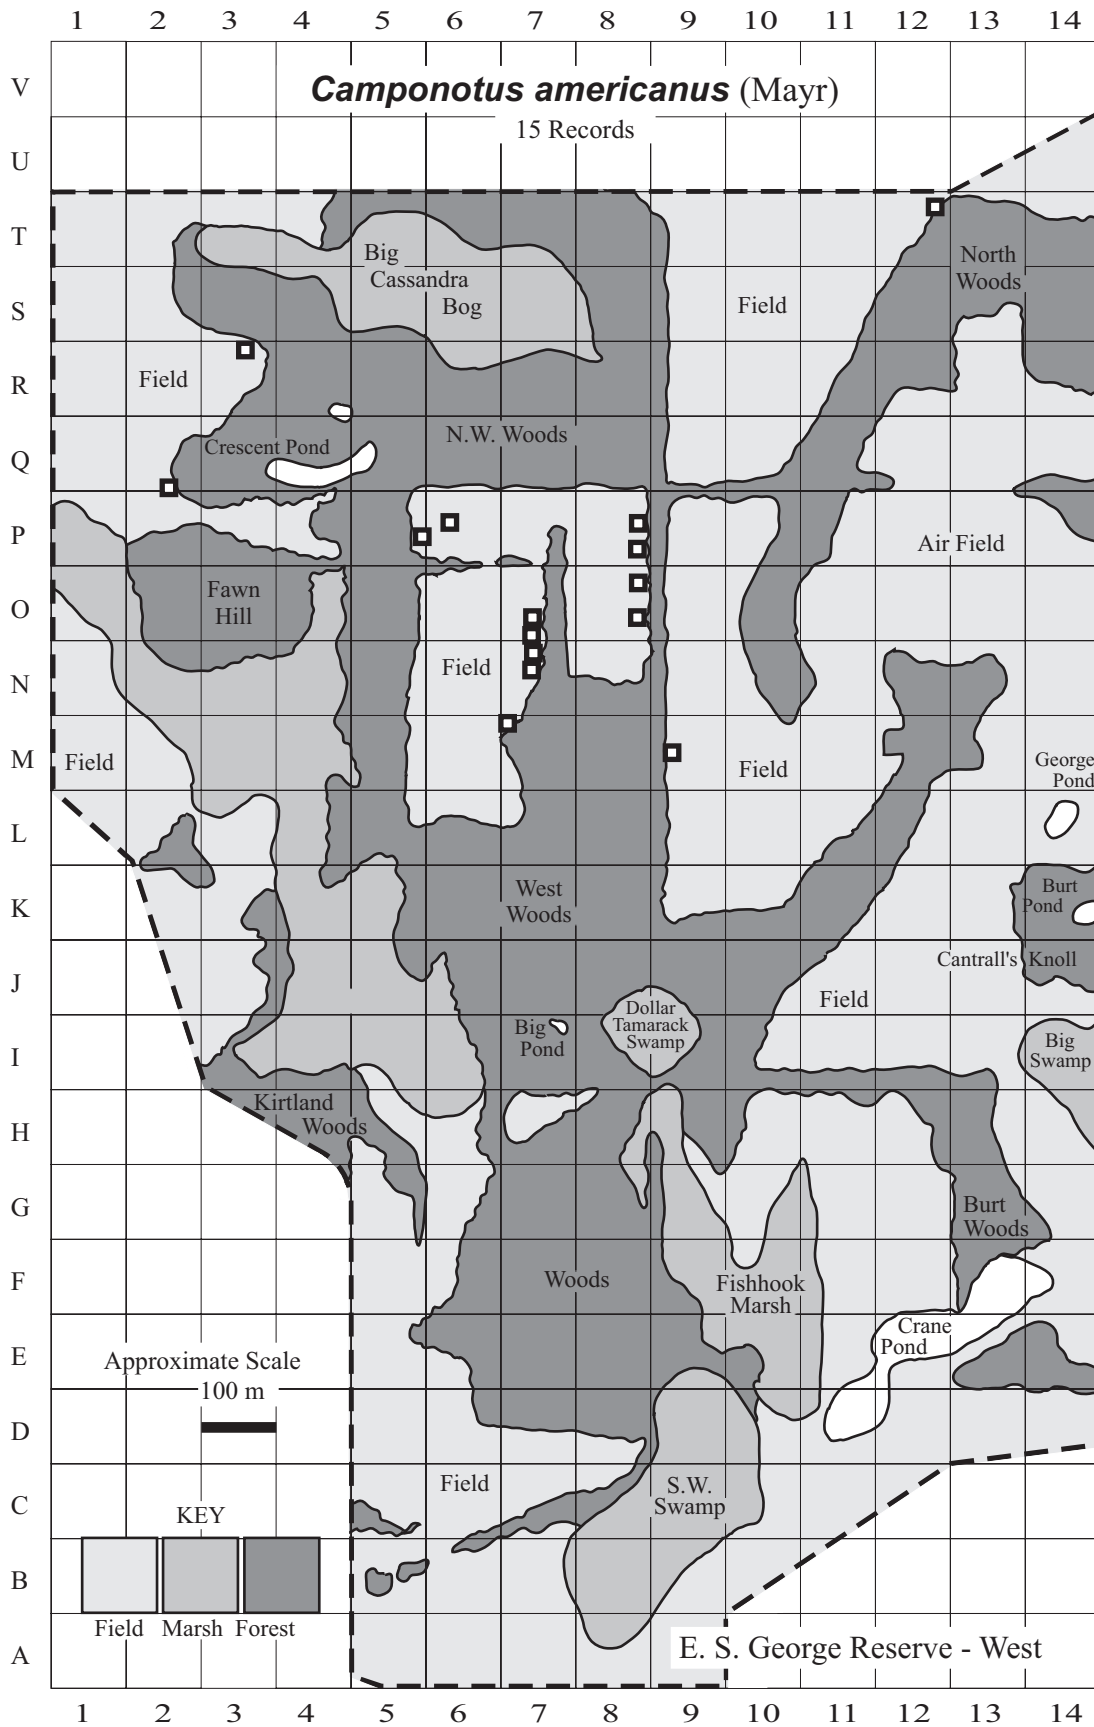 1 2 3 4 5 6 7 8 9 10 11 12 13 14
V
Camponotus americanus (Mayr)
15 Records
U
T
Big
Cassandra
Bog
North
Woods
S
Field
R
Field
N.W. Woods
Crescent Pond
Q
P
Air Field
Fawn
Hill
O
Field
N
M
Field
Field
George
Pond
L
West
Woods
Burt
Pond
K
Cantrall's Knoll
J
Field
Dollar
Tamarack
Swamp
Big
Pond
Big
Swamp
I
Kirtland
Woods
H
G
Burt
Woods
F
Woods
Fishhook
Marsh
Crane
Pond
E
Approximate Scale
100 m
D
Field
S.W.
Swamp
C
KEY
B
Field Marsh Forest
A
E. S. George Reserve - West
1 2 3 4 5 6 7 8 9 10 11 12 13 14